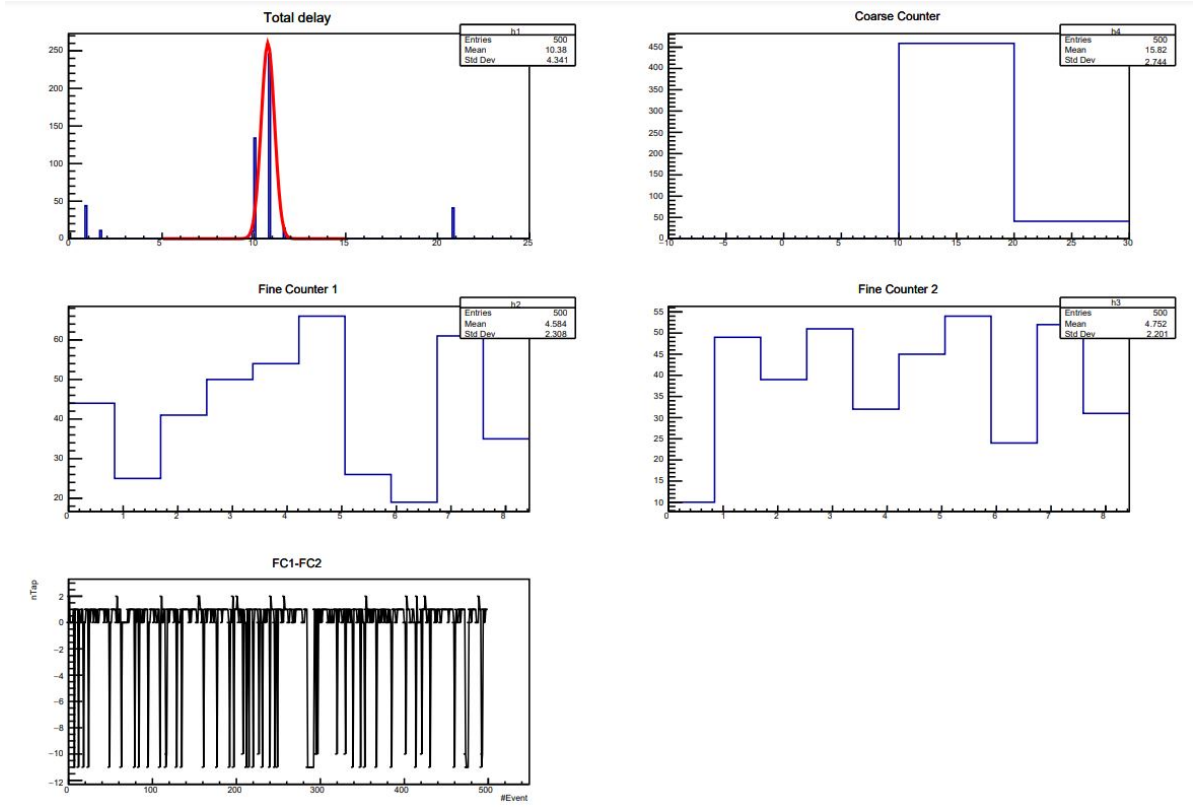 Total delay
h1
Entries 500
Mean 10.38
Std Dev 4.341
250
200
150
100
50
0
0 5 10 15 20 25
Coarse Counter
h4
Entries 500
Mean 15.82
Std Dev 2.744
450
400
350
300
250
200
150
100
50
0
−10 −5 0 5 10 15 20 25 30
Fine Counter 1
h2
Entries 500
Mean 4.584
Std Dev 2.308
60
50
40
30
20
0 1 2 3 4 5 6 7 8
Fine Counter 2
h3
Entries 500
Mean 4.752
Std Dev 2.201
55
50
45
40
35
30
25
20
15
10
0 1 2 3 4 5 6 7 8
FC1-FC2
nTap
2
0
−2
−4
−6
−8
−10
−12
0 100 200 300 400 500
#Event